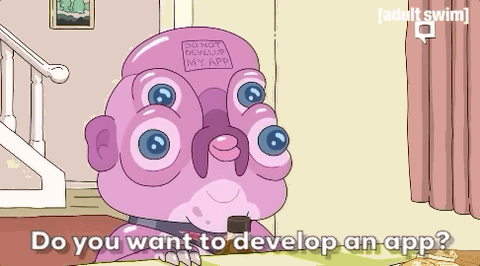 [adult swim]
DO NOT
DEVELOP
MY APP
Do you want to develop an app?